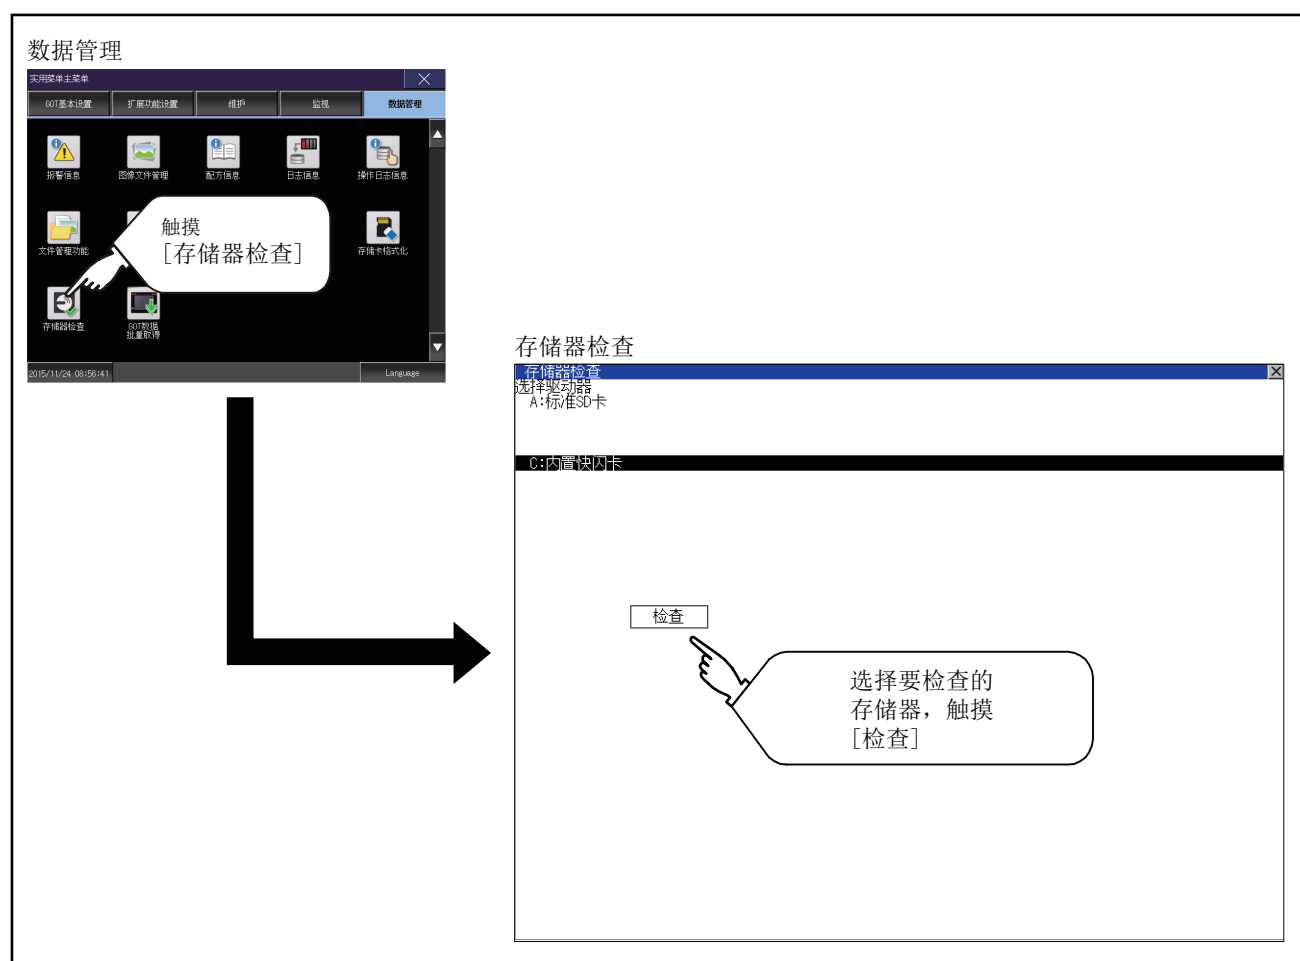 数据管理
实用菜单主菜单
GOT基本设置 扩展功能设置 维护 监视 数据管理
报警信息 图像文件管理 配方信息 日志信息 操作日志信息
触摸
[存储器检查]
文件管理功能 存储卡格式化
存储器检查 GOT数据
批量取得
2015/11/24 08:56:41 Language
存储器检查
存储器检查
选择驱动器
A:标准SD卡
C:内置快闪卡
检查
选择要检查的
存储器，触摸
[检查]